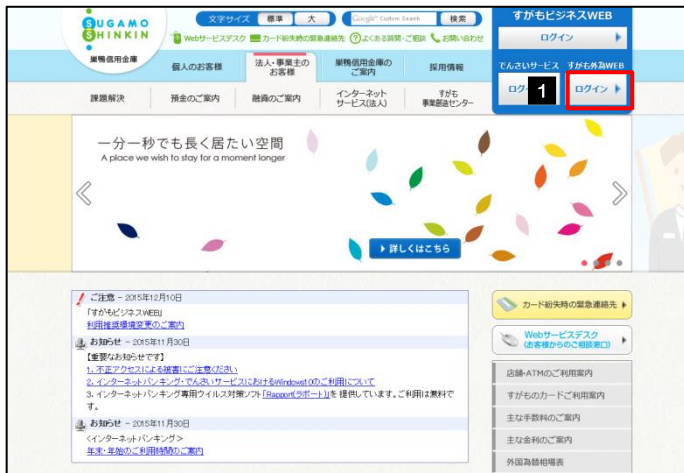 SUGAMO
SHINKIN
巣鴨信用金庫
文字サイズ 標準 大
Google Custom Search 検索
Webサービスデスク カード紛失時の緊急連絡先 よくある質問・ご相談 お問い合わせ
すがもビジネスWEB
ログイン
でんさいサービス すがも外為WEB
ログ 1 ログイン
個人のお客様 法人・事業主の
お客様 巣鴨信用金庫の
ご案内 採用情報
課題解決 預金のご案内 融資のご案内 インターネット
サービス(法人) すがも
事業創造センター
一分一秒でも長く居たい空間
A place we wish to stay for a moment longer
詳しくはこちら
ご注意 - 2015年12月10日
「すがもビジネスWEB」
利用推奨環境変更のご案内
お知らせ - 2015年11月30日
【重要なお知らせです】
1. 不正アクセスによる被害にご注意ください
2. インターネットバンキング・でんさいサービスにおけるWindows10のご利用について
3. インターネットバンキング専用ウイルス対策ソフト「Rapport(ラポート)」を提供しています。ご利用は無料で
す。
お知らせ - 2015年11月30日
<インターネットバンキング>
年末・年始のご利用時間のご案内
カード紛失時の緊急連絡先
Webサービスデスク
(お客様からのご相談窓口)
店舗・ATMのご利用案内
すがものカードご利用案内
主な手数料のご案内
主な金利のご案内
外国為替相場表